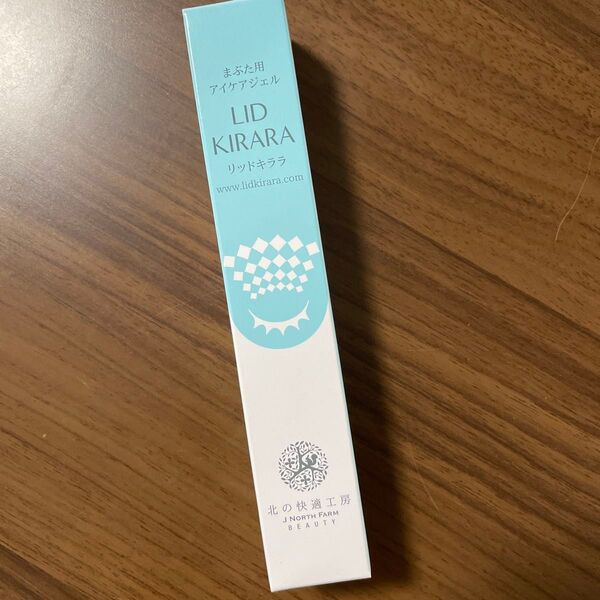 まぶた用
アイケアジェル
LID
KIRARA
リッドキララ
www.lidkirara.com
北の快適工房
J NORTH FARM
BEAUTY